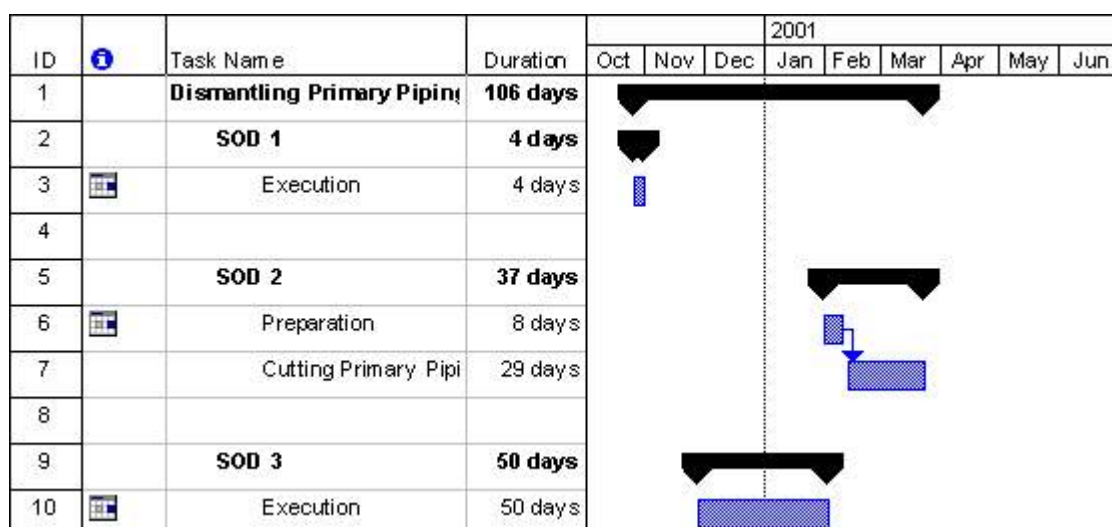 2001
ID Task Name Duration Oct Nov Dec Jan Feb Mar Apr May Jun
1 Dismantling Primary Piping 106 days
2 SOD 1 4 days
3 Execution 4 days
4
5 SOD 2 37 days
6 Preparation 8 days
7 Cutting Primary Pipi 29 days
8
9 SOD 3 50 days
10 Execution 50 days